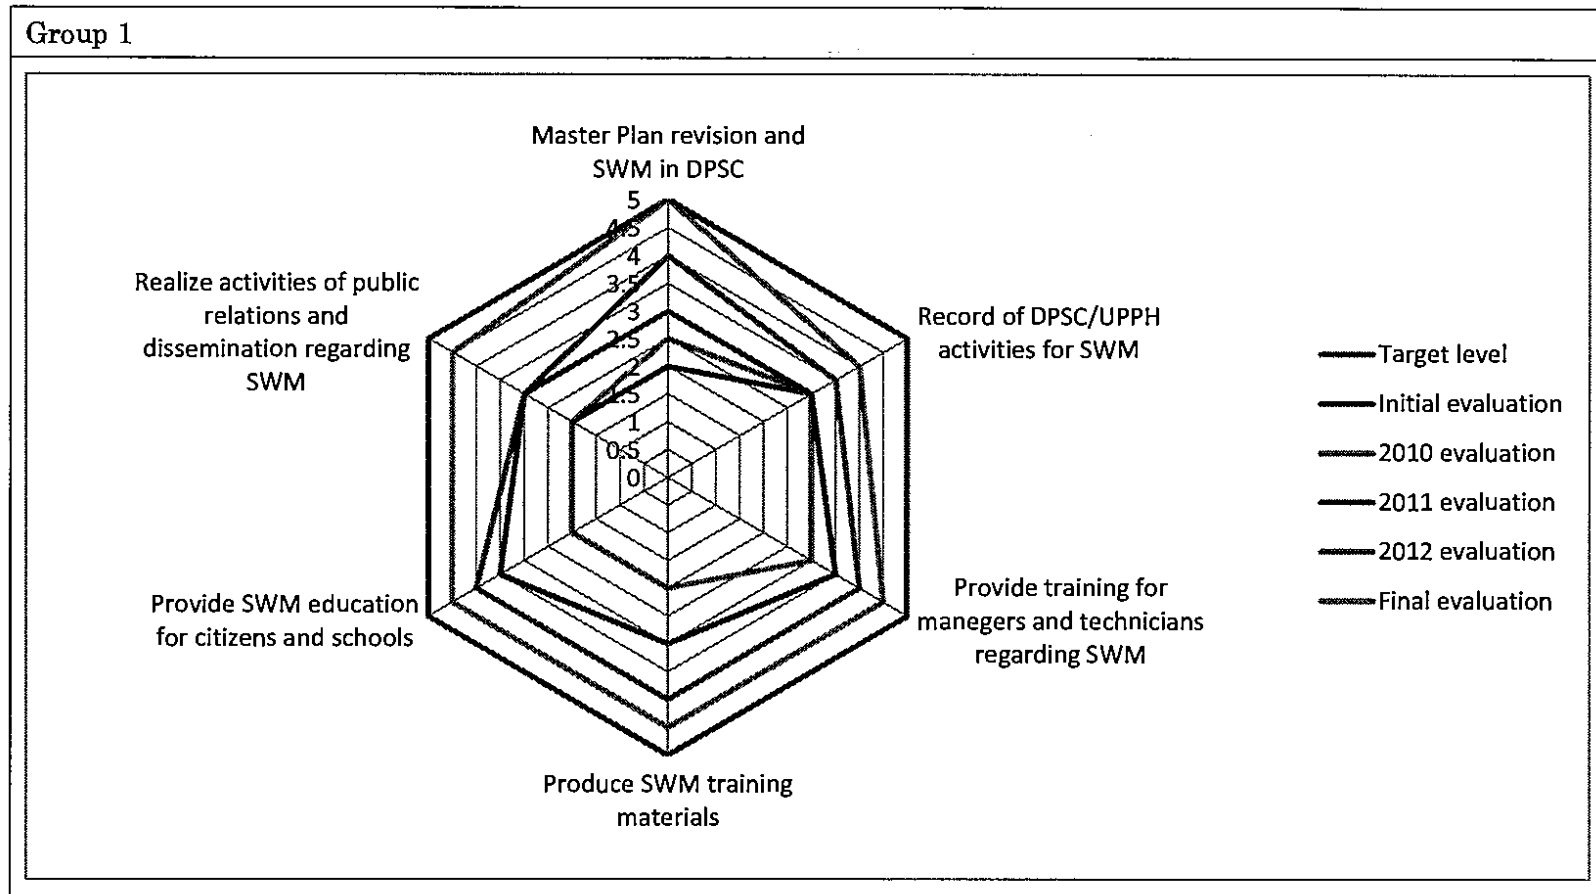 Group 1
Master Plan revision and
SWM in DPSC
5
4.5
4
3.5
3
2.5
2
1.5
1
0.5
0
Realize activities of public
relations and
dissemination regarding
SWM
Record of DPSC/UPPH
activities for SWM
Provide SWM education
for citizens and schools
Provide training for
manegers and technicians
regarding SWM
Produce SWM training
materials
Target level
Initial evaluation
2010 evaluation
2011 evaluation
2012 evaluation
Final evaluation